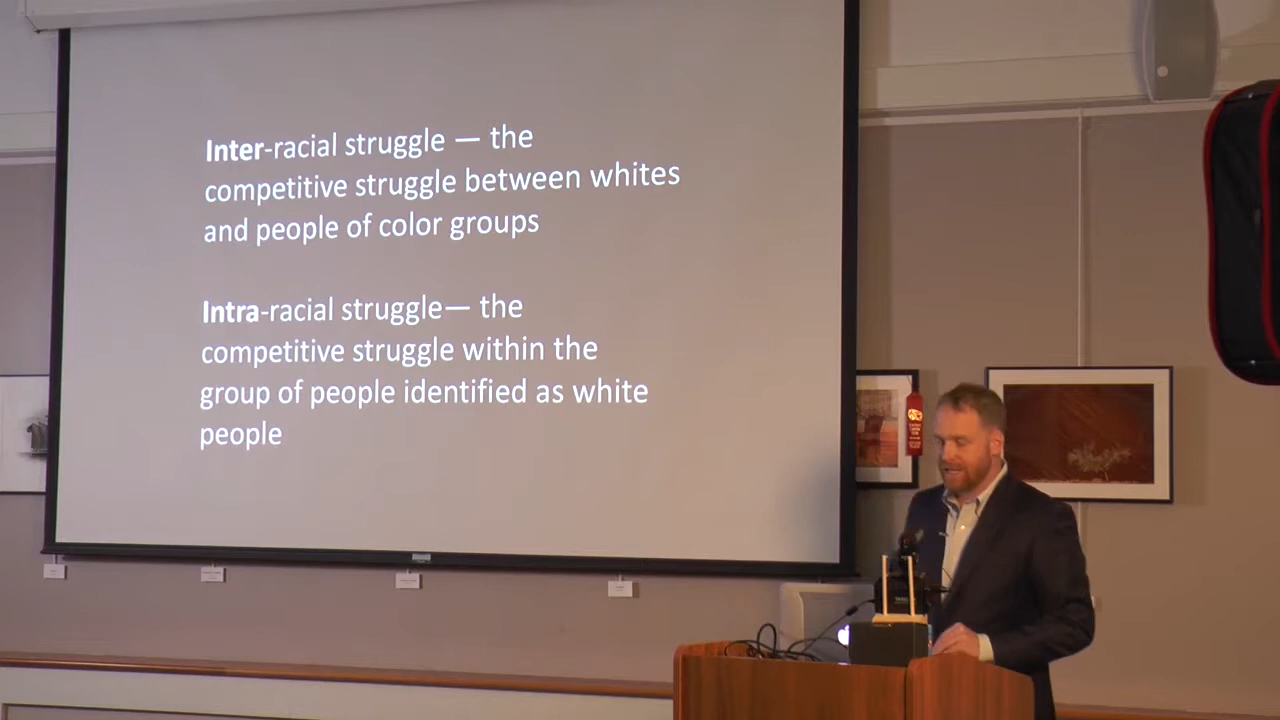 Inter-racial struggle — the
competitive struggle between whites
and people of color groups
Intra-racial struggle— the
competitive struggle within the
group of people identified as white
people